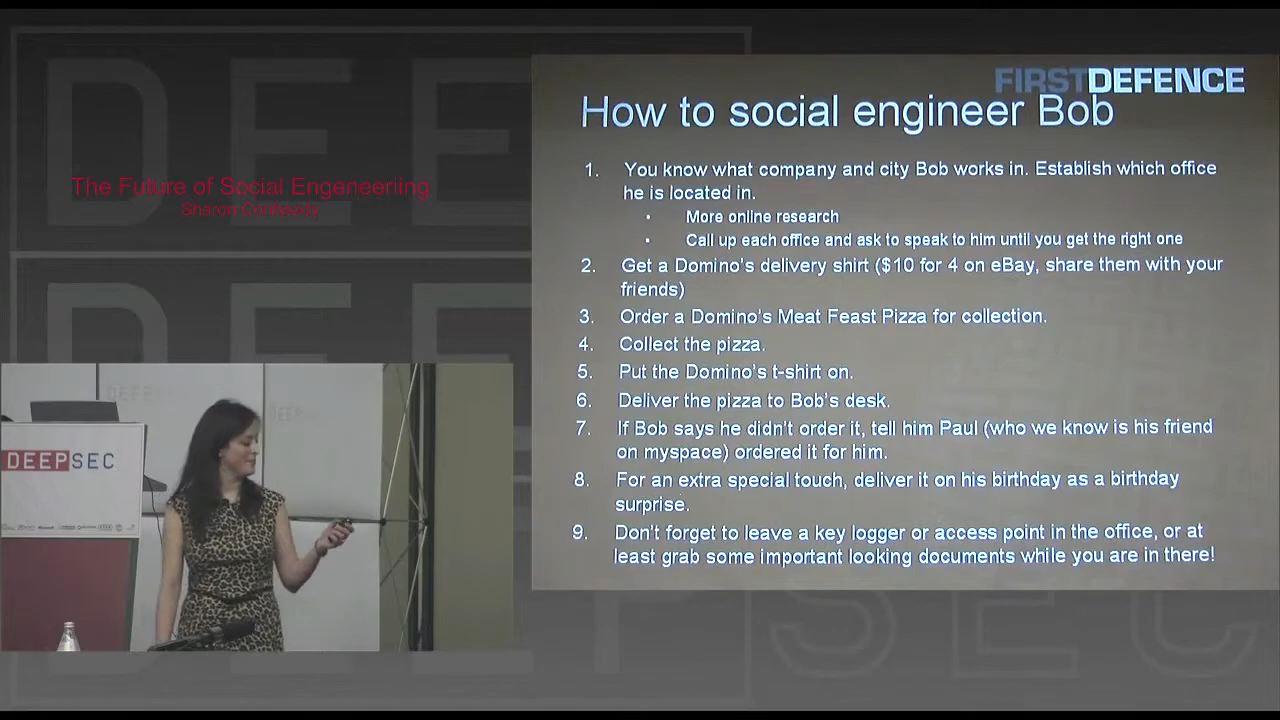 FIRSTDEFENCE
How to social engineer Bob
The Future of Social Engeneeriing
Sharon Conheady
1. You know what company and city Bob works in. Establish which office
he is located in.
• More online research
• Call up each office and ask to speak to him until you get the right one
2. Get a Domino's delivery shirt ($10 for 4 on eBay, share them with your
friends)
3. Order a Domino's Meat Feast Pizza for collection.
4. Collect the pizza.
5. Put the Domino's t-shirt on.
6. Deliver the pizza to Bob's desk.
7. If Bob says he didn't order it, tell him Paul (who we know is his friend
on myspace) ordered it for him.
8. For an extra special touch, deliver it on his birthday as a birthday
surprise.
9. Don't forget to leave a key logger or access point in the office, or at
least grab some important looking documents while you are in there!
DEEPSEC
DEEPSEC
DEEPSEC